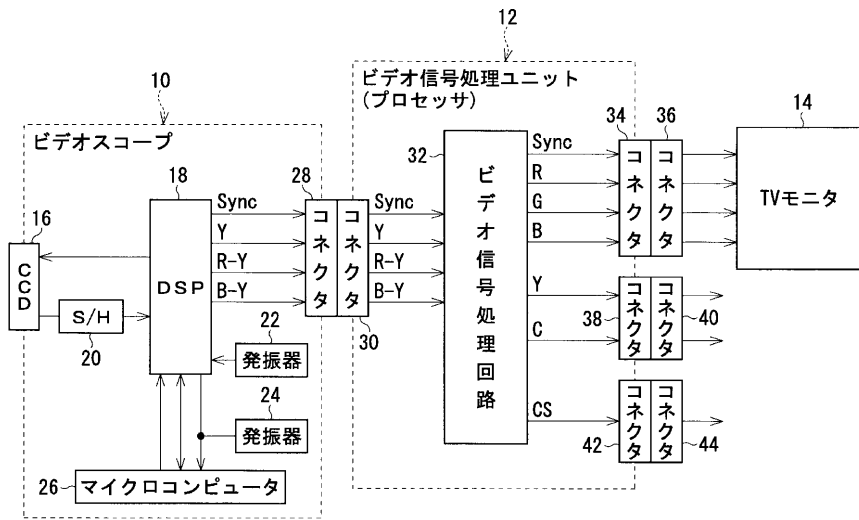 12
ビデオ信号処理ユニット
(プロセッサ)
10
ビデオスコープ
14
TVモニタ
16
CCD
18
DSP
S/H
20
22
発振器
24
発振器
26
マイクロコンピュータ
Sync
Y
R-Y
B-Y
28
コネクタ
コネクタ
30
Sync
Y
R-Y
B-Y
32
ビデオ信号処理回路
Sync
R
G
B
Y
C
CS
34
コネクタ
36
コネクタ
38
コネクタ
コネクタ
40
42
コネクタ
コネクタ
44